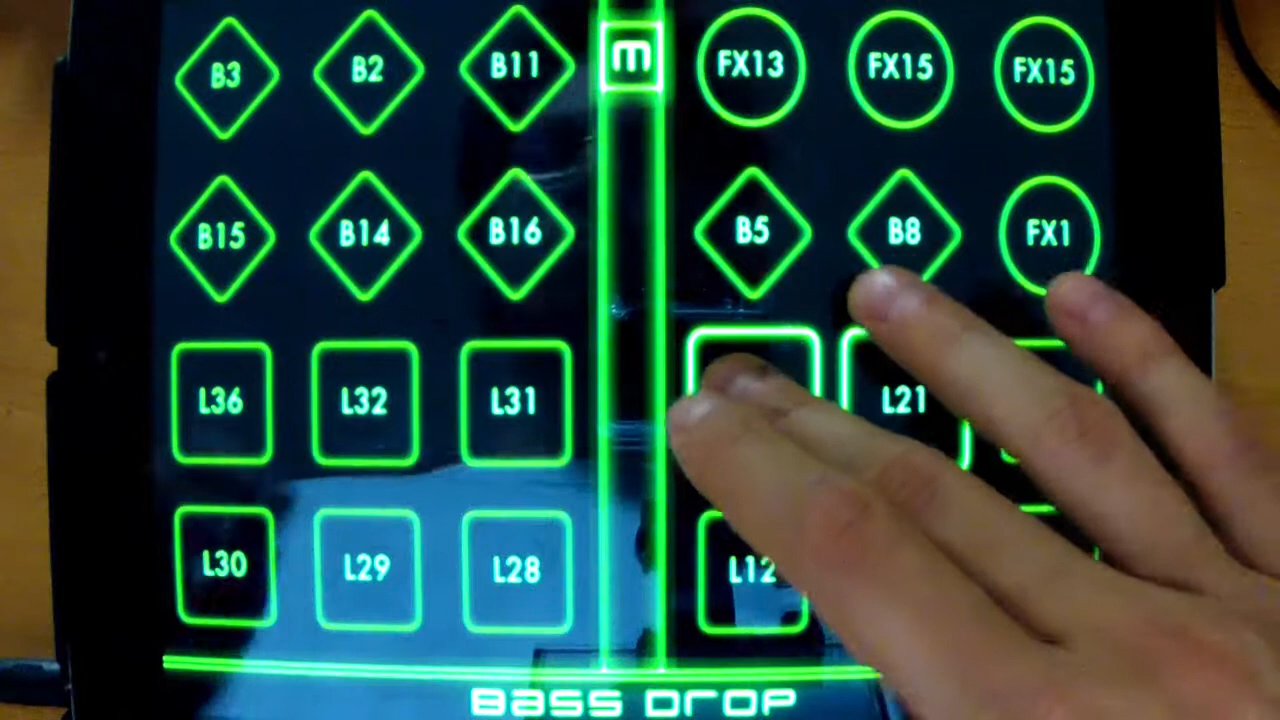 B3 B2 B11 m FX13 FX15 FX15
B15 B14 B16 B5 B8 FX1
L36 L32 L31 L21
L30 L29 L28 L12
BASS DROP